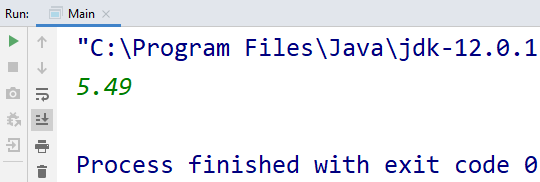 Run: Main
"C:\Program Files\Java\jdk-12.0.1
5.49
Process finished with exit code 0